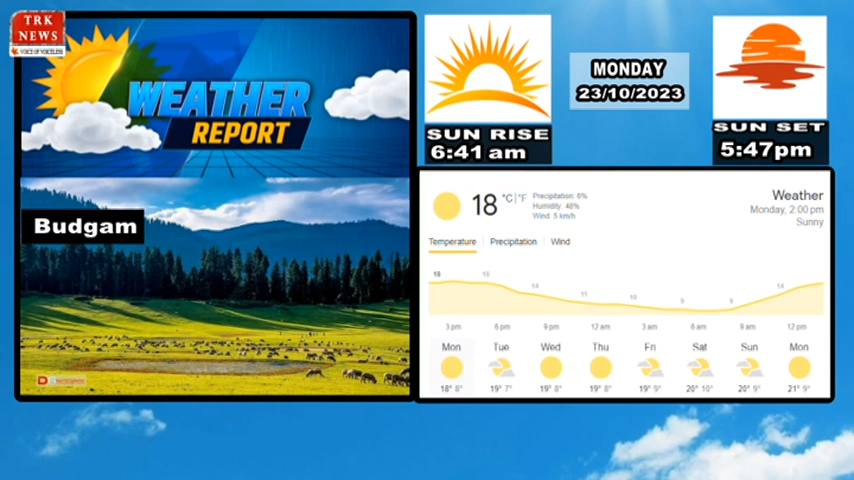 TRK
NEWS
VOICE OF VOICELESS
WEATHER
REPORT
Budgam
SUN RISE
6:41 am
MONDAY
23/10/2023
SUN SET
5:47pm
18 °C | °F
Precipitation: 6%
Humidity: 48%
Wind: 5 km/h
Weather
Monday, 2:00 pm
Sunny
Temperature | Precipitation | Wind
18 18 14 11 10 9 9 14
3 pm 6 pm 9 pm 12 am 3 am 6 am 9 am 12 pm
Mon Tue Wed Thu Fri Sat Sun Mon
18° 8° 19° 7° 19° 8° 19° 8° 19° 9° 20° 10° 20° 9° 21° 9°